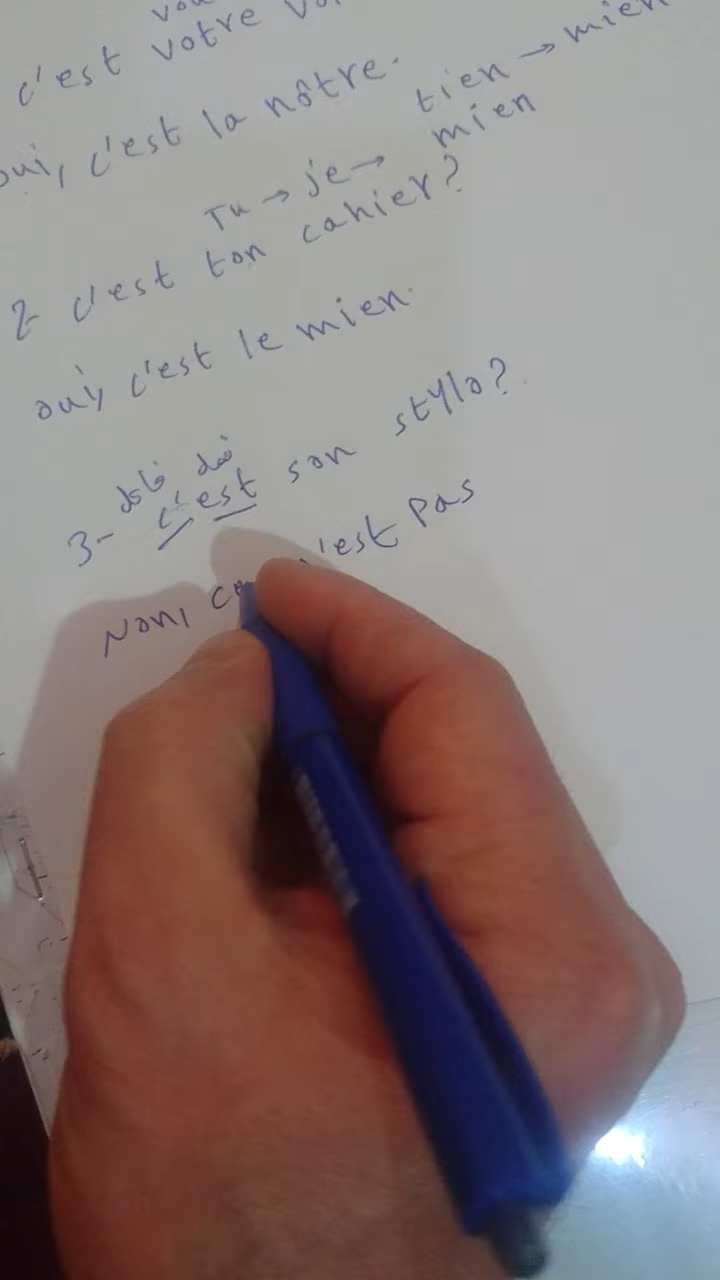 c'est votre
oui, c'est la nôtre.
tien → mien
Tu → je → mien
2 c'est ton cahier?
oui, c'est le mien.
3- c'est son stylo?
Non, c'est pas